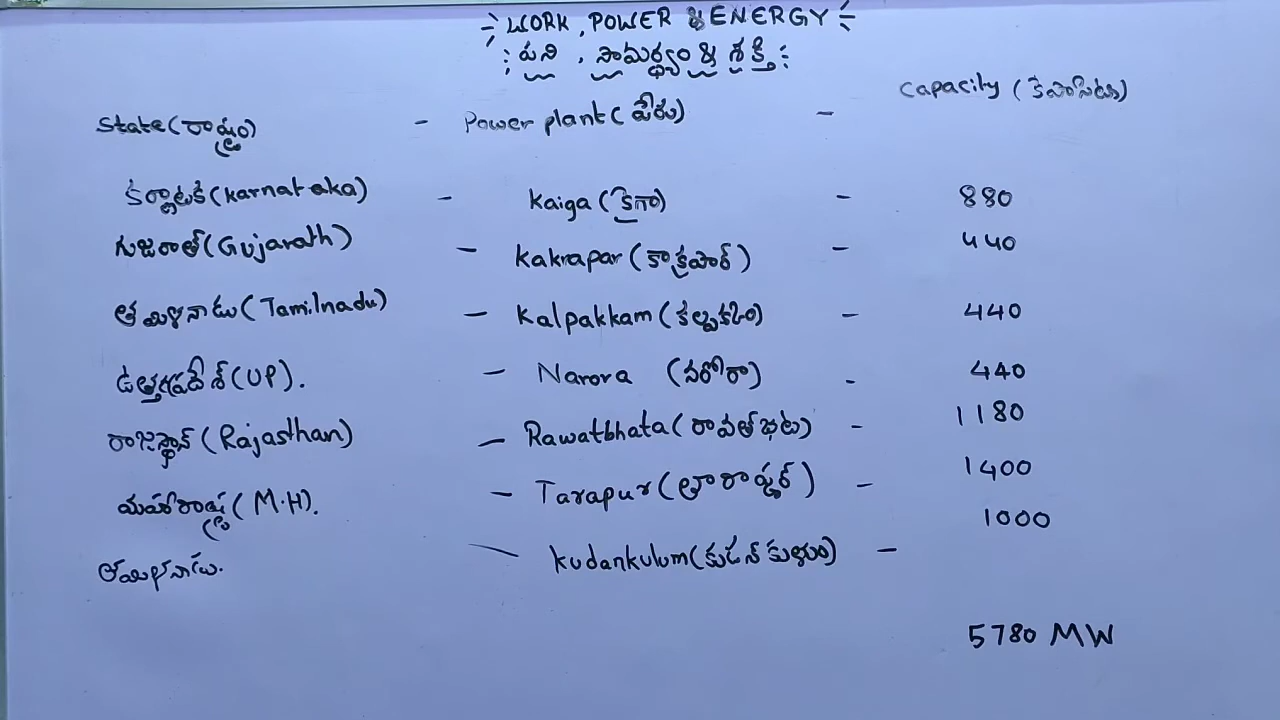 WORK, POWER & ENERGY
పని, సామర్థ్యం & శక్తి
State (రాష్ట్రం) - Power plant (పేరు) - Capacity (కెపాసిటీ)
కర్ణాటక (Karnataka) - Kaiga (కైగా) - 880
గుజరాత్ (Gujarath) - Kakrapar (కాక్రపార్) - 440
తమిళనాడు (Tamilnadu) - Kalpakkam (కల్పకం) - 440
ఉత్తరప్రదేశ్ (UP). - Narora (నరోరా) - 440
రాజస్థాన్ (Rajasthan) - Rawatbhata (రావత్‌భట) - 1180
మహారాష్ట్ర (M.H). - Tarapur (తారాపూర్) - 1400
తమిళనాడు. - Kudankulum (కుడన్‌కుళం) - 1000
5780 MW